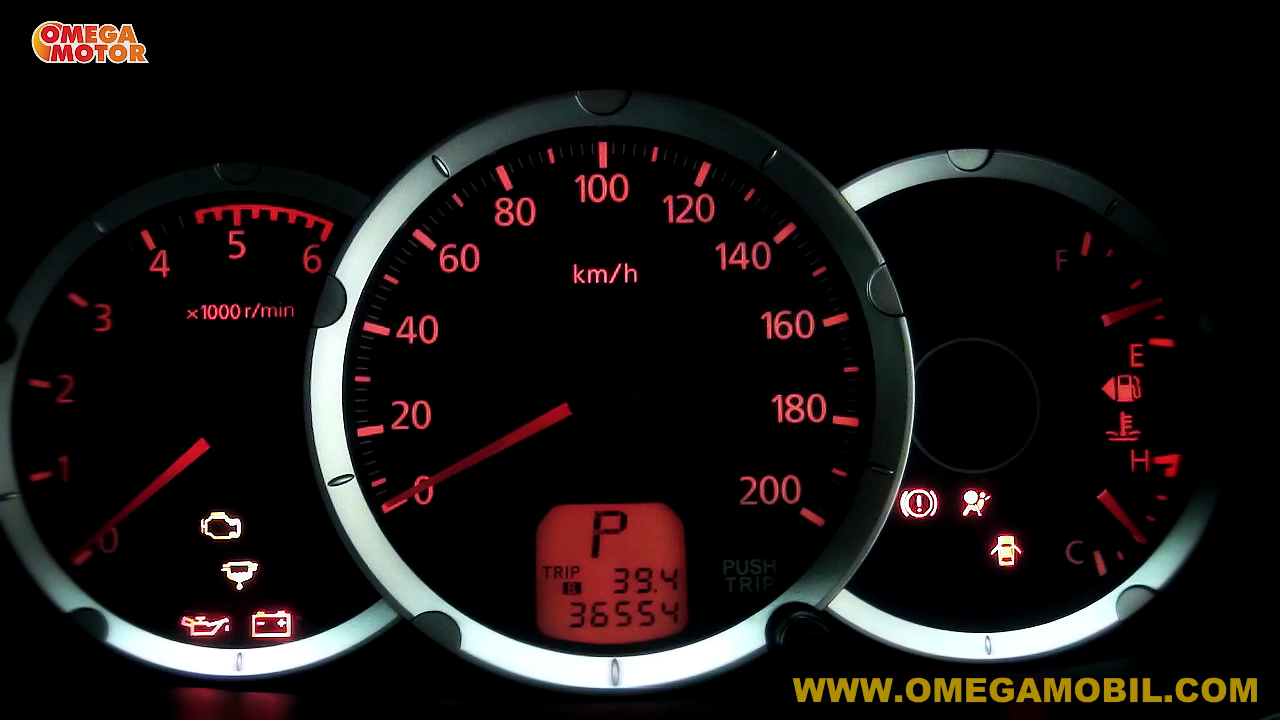 OMEGA
MOTOR
0
1
2
3
4
5
6
×1000 r/min
0
20
40
60
80
100
120
140
160
180
200
km/h
P
TRIP
B
39.4
36554
PUSH
TRIP
F
E
H
C
WWW.OMEGAMOBIL.COM